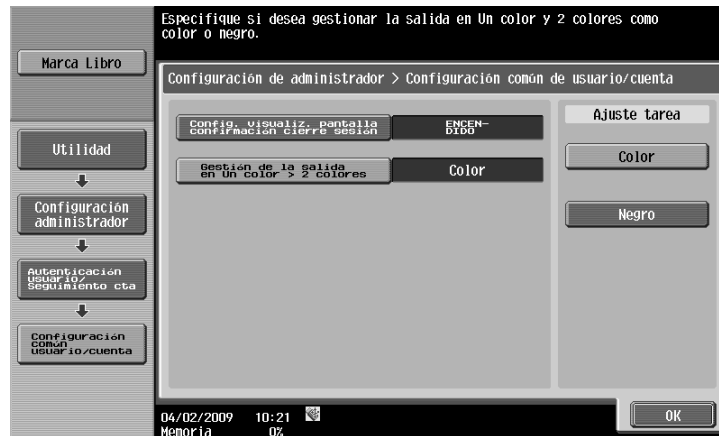 Especifique si desea gestionar la salida en Un color y 2 colores como
color o negro.
Marca Libro
Configuración de administrador > Configuración común de usuario/cuenta
Config. visualiz. pantalla
confirmación cierre sesión
ENCEN-
DIDO
Ajuste tarea
Utilidad
Gestión de la salida
en Un color > 2 colores
Color
Color
Configuración
administrador
Negro
Autenticación
usuario/
Seguimiento cta
Configuración
común
usuario/cuenta
04/02/2009 10:21
Memoria 0%
OK